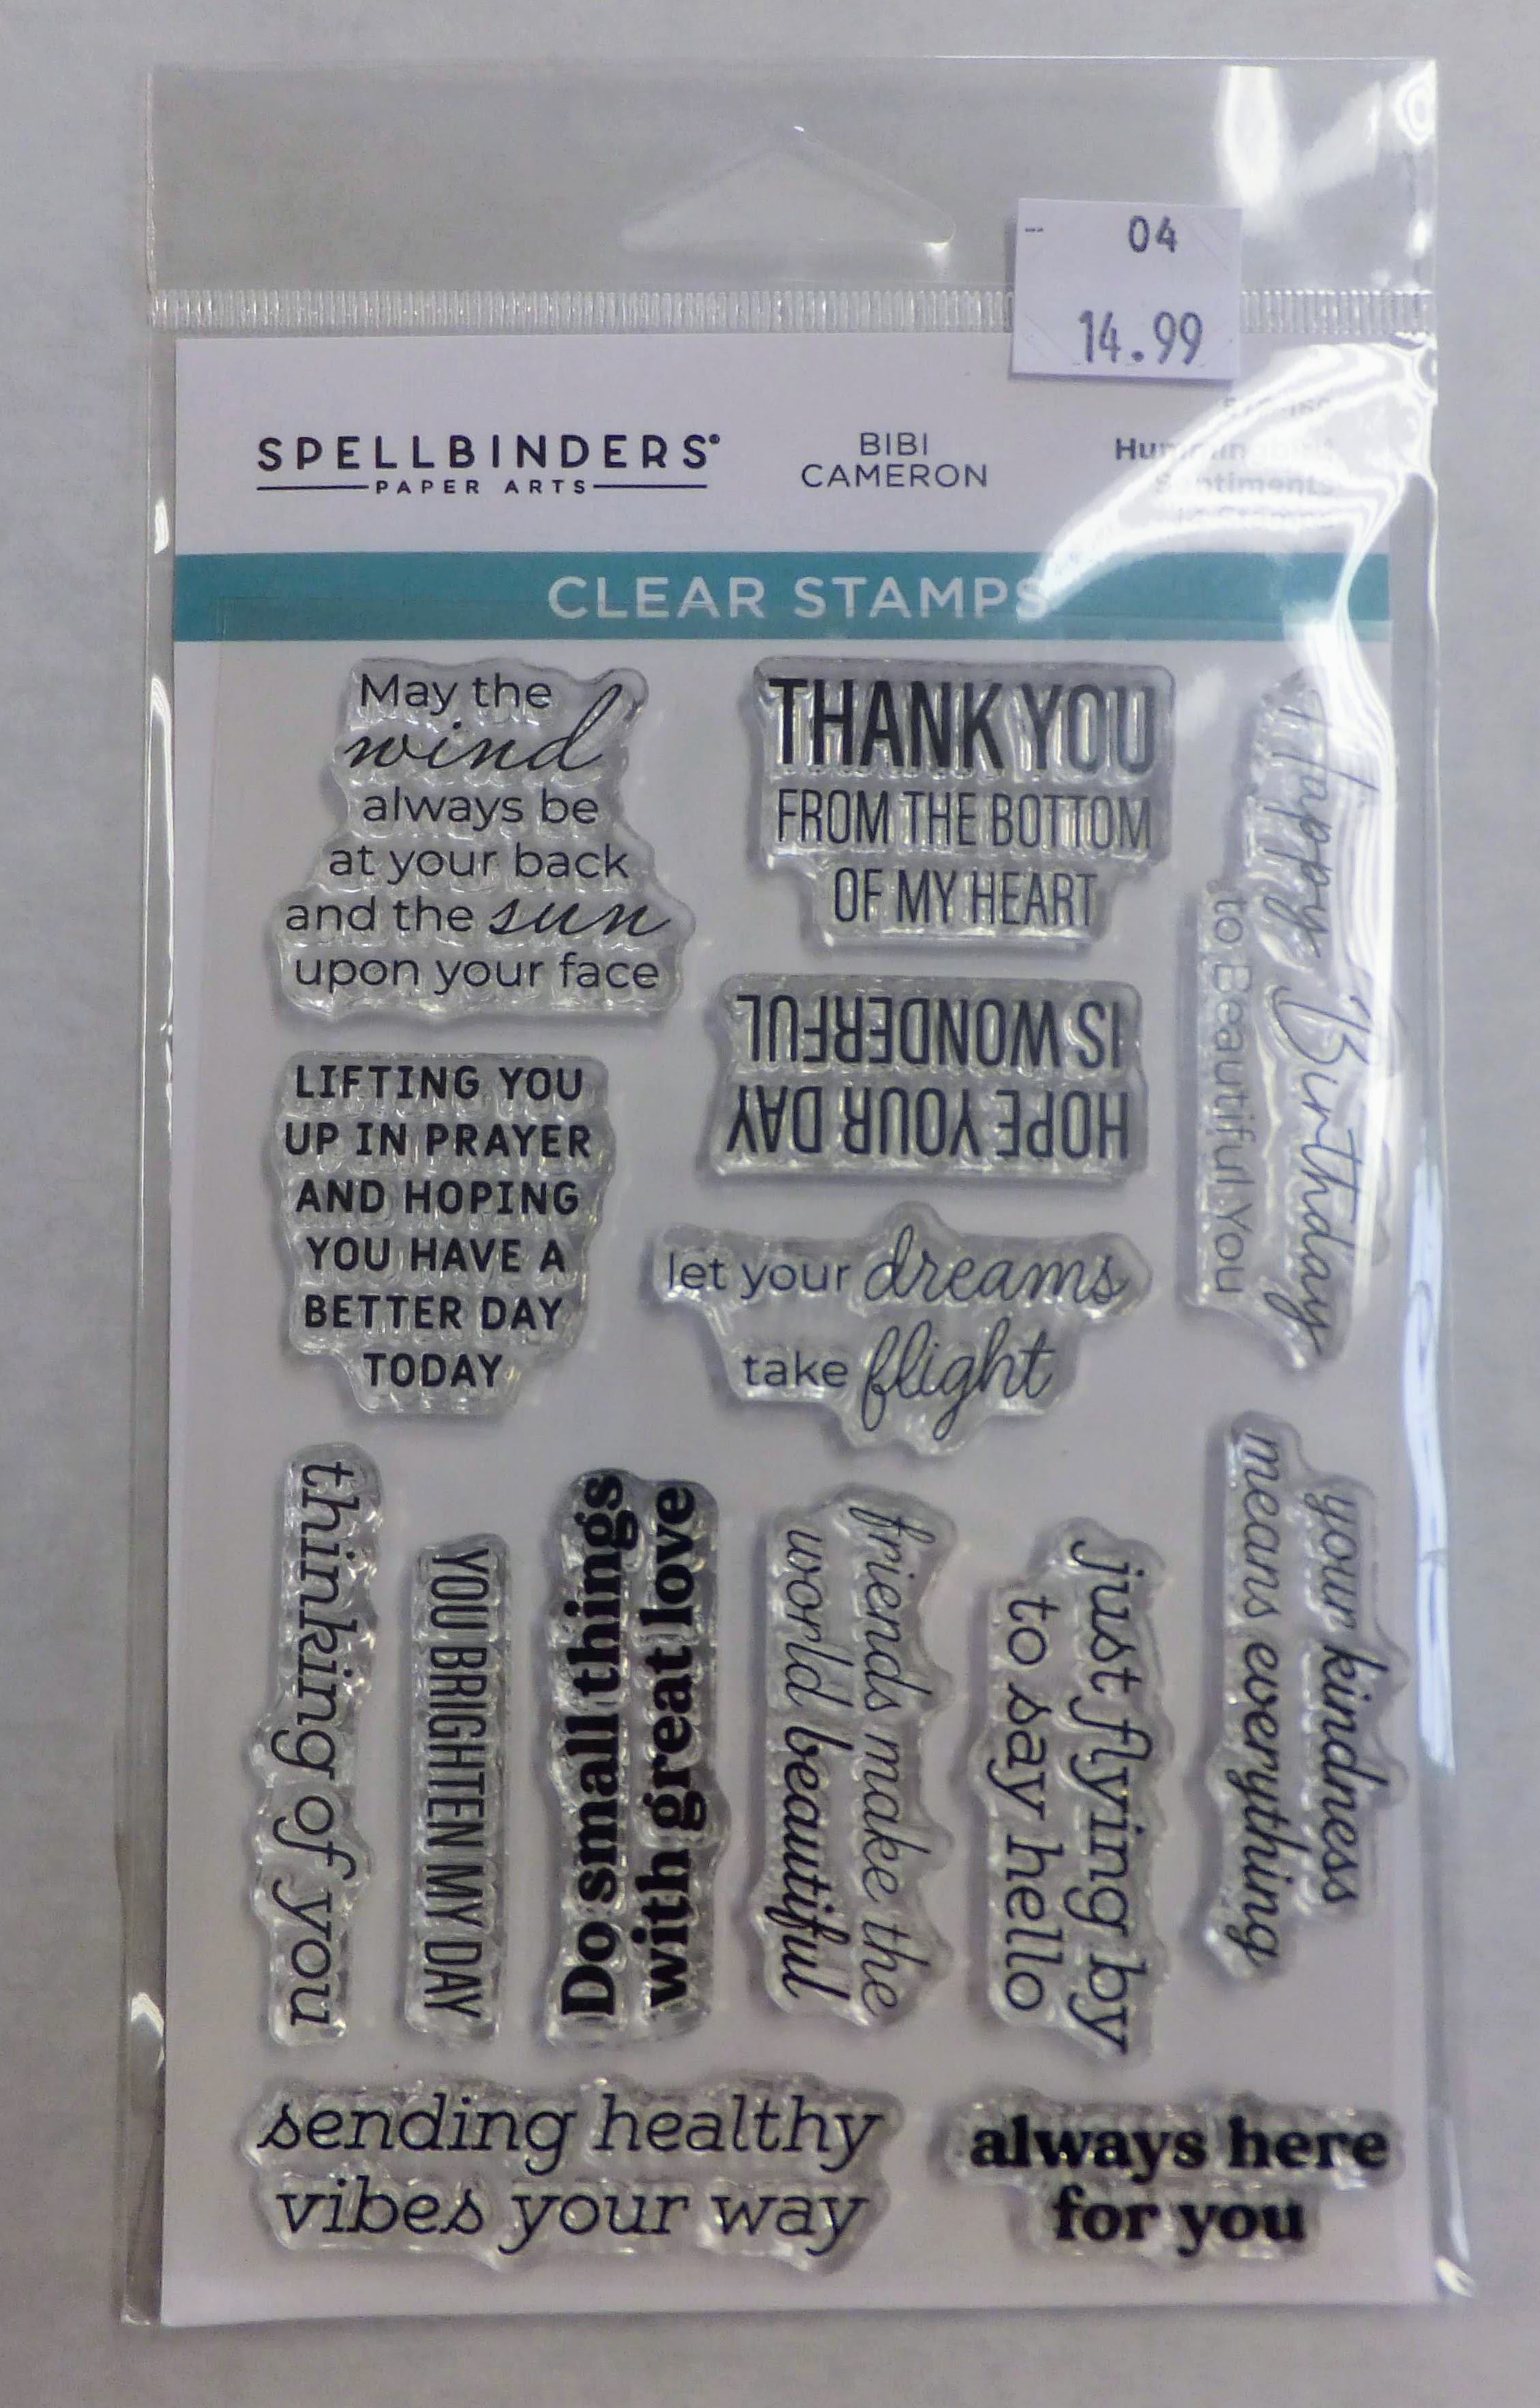 04
14.99
SPELLBINDERS®
PAPER ARTS
BIBI
CAMERON
Hummingbird
Sentiments
CLEAR STAMPS
May the
wind
always be
at your back
and the sun
upon your face
THANK YOU
FROM THE BOTTOM
OF MY HEART
Happy Birthday
to Beautiful You
HOPE YOUR DAY
IS WONDERFUL
LIFTING YOU
UP IN PRAYER
AND HOPING
YOU HAVE A
BETTER DAY
TODAY
let your dreams
take flight
thinking of you
YOU BRIGHTEN MY DAY
Do small things
with great love
friends make the
world beautiful
just flying by
to say hello
your kindness
means everything
sending healthy
vibes your way
always here
for you